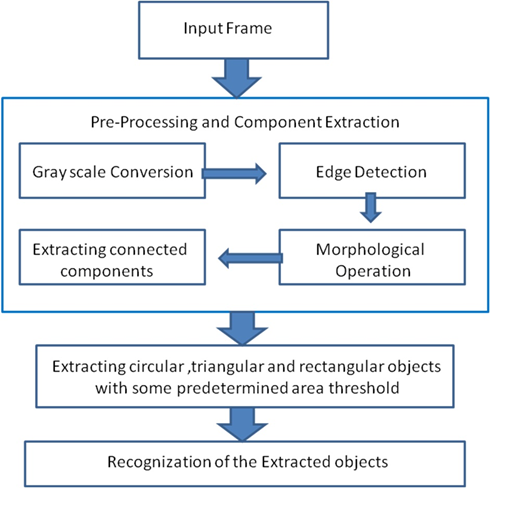 Input Frame
Pre-Processing and Component Extraction
Gray scale Conversion
Edge Detection
Morphological
Operation
Extracting connected
components
Extracting circular ,triangular and rectangular objects
with some predetermined area threshold
Recognization of the Extracted objects